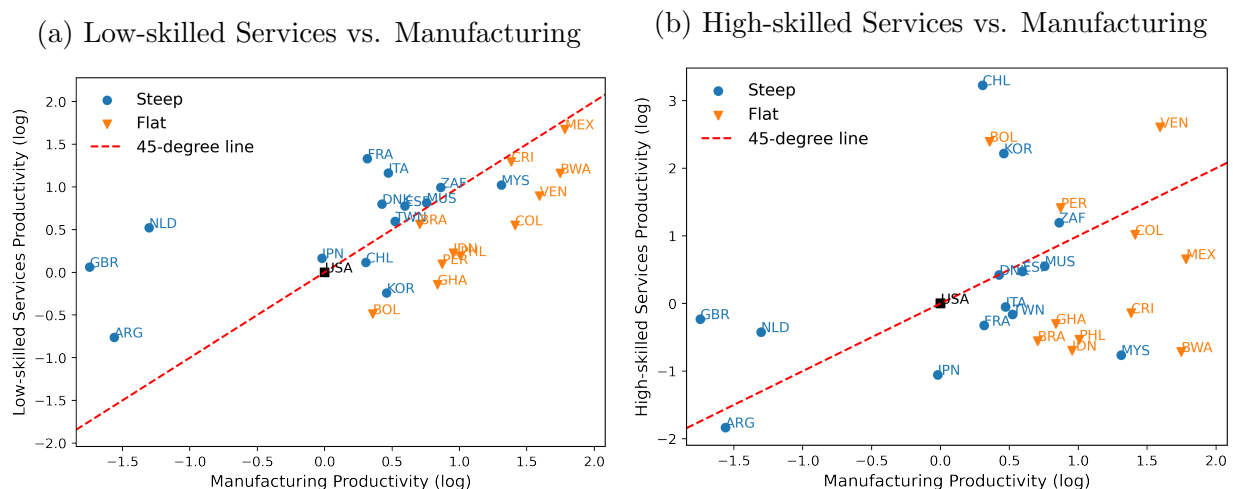 (a) Low-skilled Services vs. Manufacturing
Low-skilled Services Productivity (log)
2.0
1.5
1.0
0.5
0.0
−0.5
−1.0
−1.5
−2.0
Steep
Flat
45-degree line
MEX
FRA
CRI
ITA
BWA
ZAF
MYS
DNK
ESP
MUS
VEN
TWN
BRA
COL
NLD
JPN
IDN
PHL
CHL
PER
USA
GBR
GHA
KOR
BOL
ARG
−1.5
−1.0
−0.5
0.0
0.5
1.0
1.5
2.0
Manufacturing Productivity (log)
(b) High-skilled Services vs. Manufacturing
High-skilled Services Productivity (log)
3
2
1
0
−1
−2
Steep
Flat
45-degree line
CHL
VEN
BOL
KOR
PER
ZAF
COL
MEX
MUS
DNK
ESP
USA
ITA
TWN
GBR
CRI
FRA
GHA
NLD
BRA
PHL
IDN
MYS
BWA
JPN
ARG
−1.5
−1.0
−0.5
0.0
0.5
1.0
1.5
2.0
Manufacturing Productivity (log)